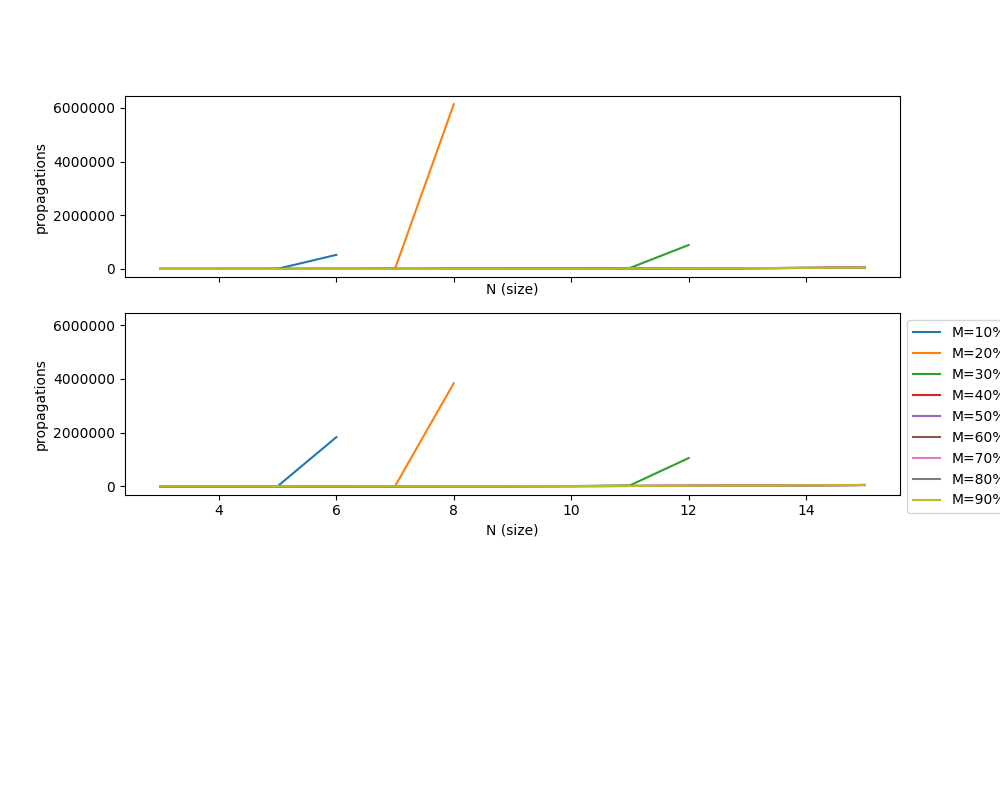 propagations
6000000
4000000
2000000
0
N (size)
propagations
6000000
4000000
2000000
0
4 6 8 10 12 14
N (size)
M=10%
M=20%
M=30%
M=40%
M=50%
M=60%
M=70%
M=80%
M=90%